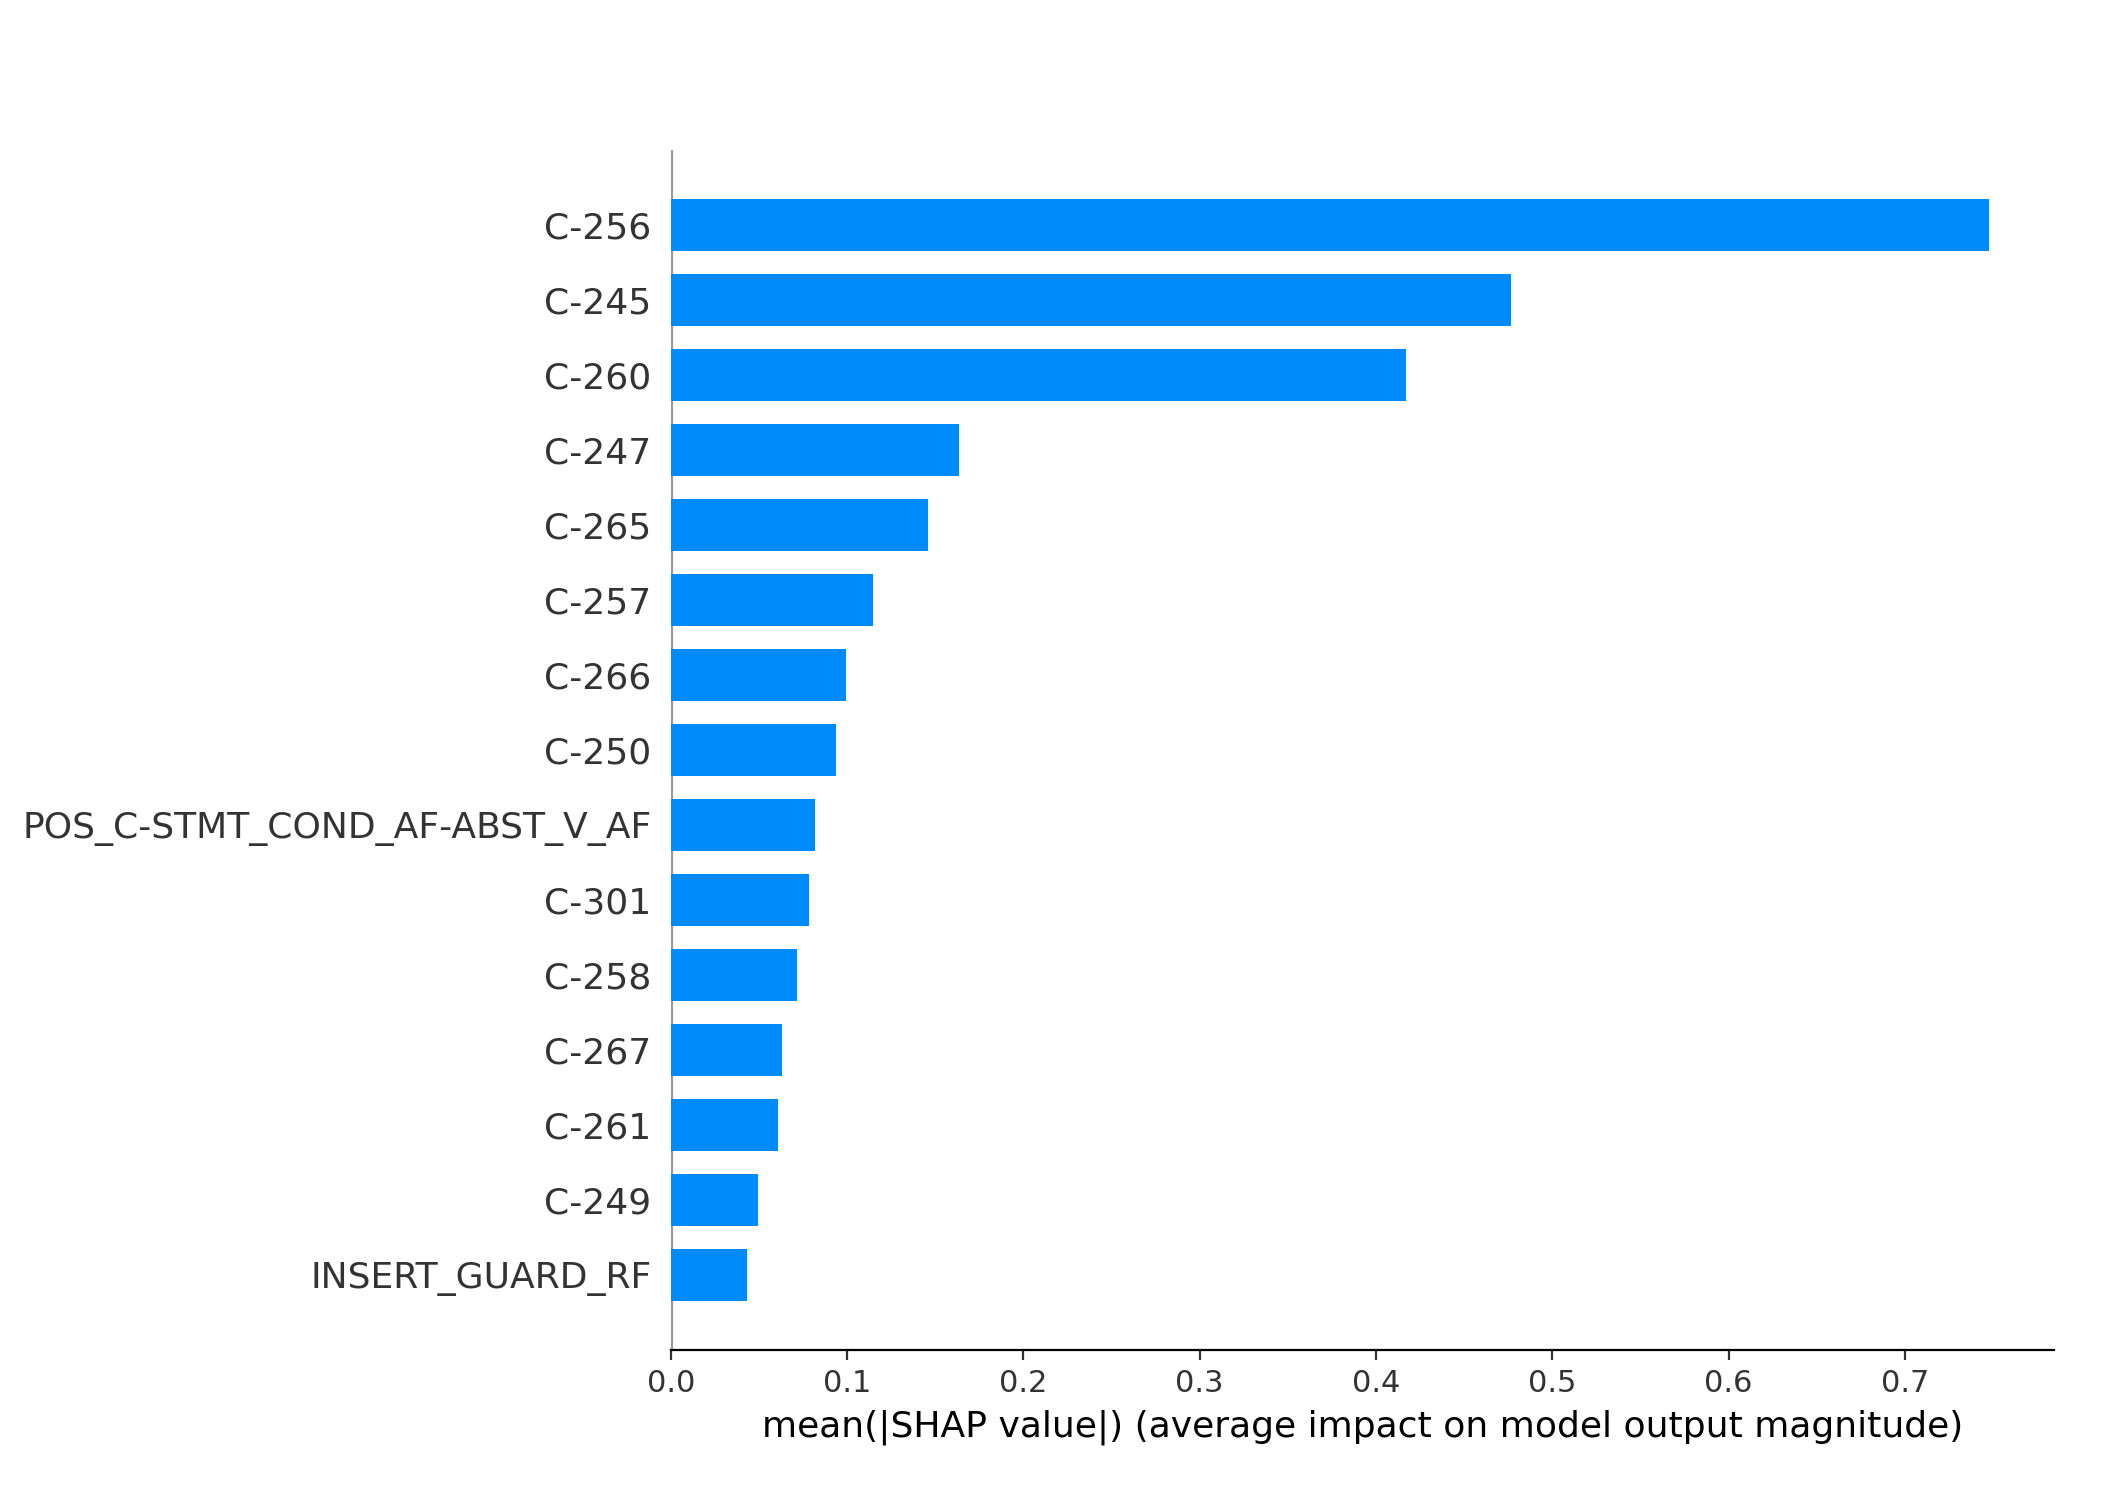 C-256
C-245
C-260
C-247
C-265
C-257
C-266
C-250
POS_C-STMT_COND_AF-ABST_V_AF
C-301
C-258
C-267
C-261
C-249
INSERT_GUARD_RF
0.0 0.1 0.2 0.3 0.4 0.5 0.6 0.7
mean(|SHAP value|) (average impact on model output magnitude)